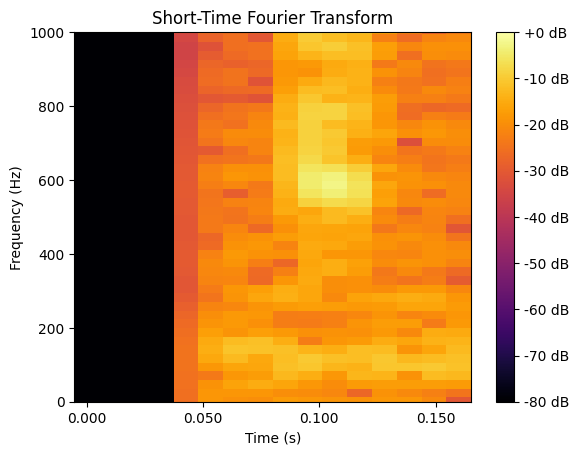 Short-Time Fourier Transform
1000
800
600
400
200
0
Frequency (Hz)
0.000
0.050
0.100
0.150
Time (s)
+0 dB
-10 dB
-20 dB
-30 dB
-40 dB
-50 dB
-60 dB
-70 dB
-80 dB